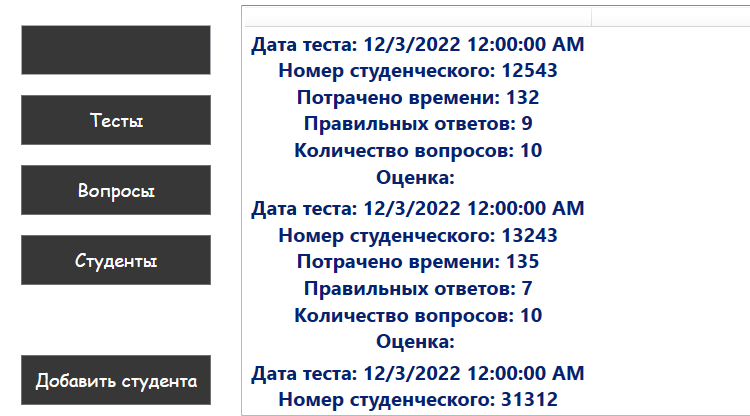 Тесты
Вопросы
Студенты
Добавить студента
Дата теста: 12/3/2022 12:00:00 AM
Номер студенческого: 12543
Потрачено времени: 132
Правильных ответов: 9
Количество вопросов: 10
Оценка:
Дата теста: 12/3/2022 12:00:00 AM
Номер студенческого: 13243
Потрачено времени: 135
Правильных ответов: 7
Количество вопросов: 10
Оценка:
Дата теста: 12/3/2022 12:00:00 AM
Номер студенческого: 31312